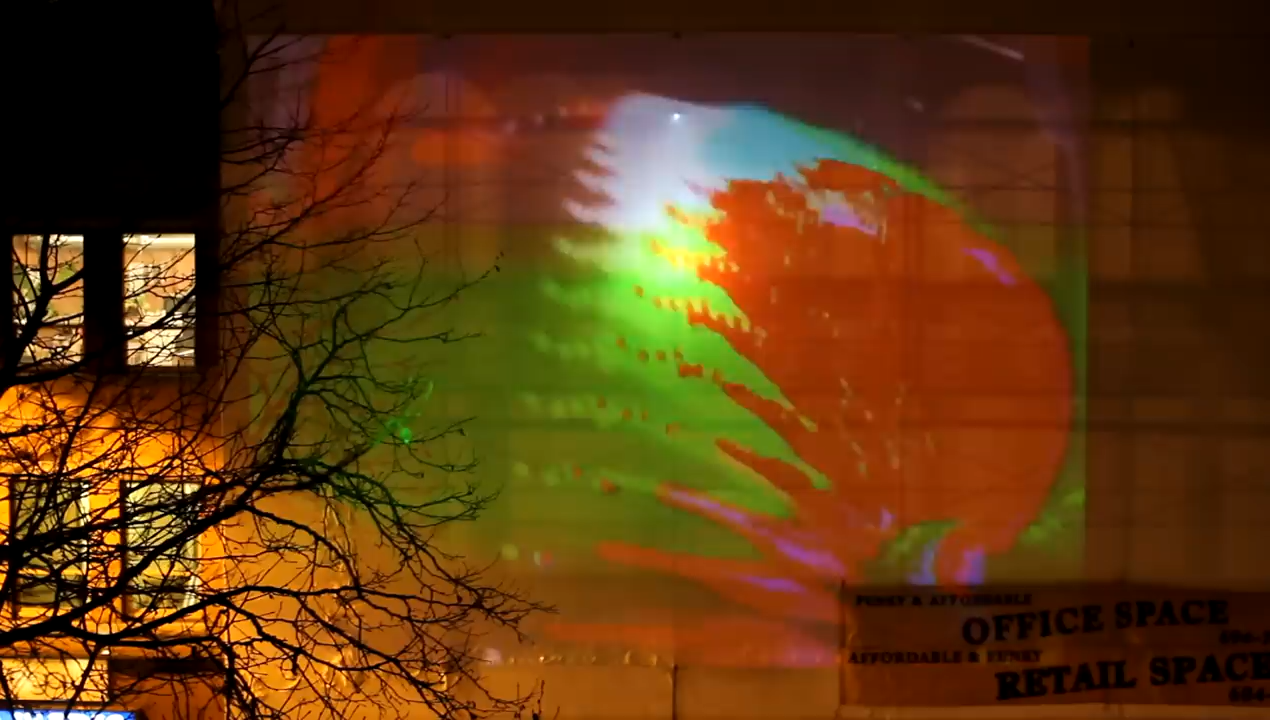 FUNKY & AFFORDABLE
OFFICE SPACE
AFFORDABLE & FUNKY
RETAIL SPACE